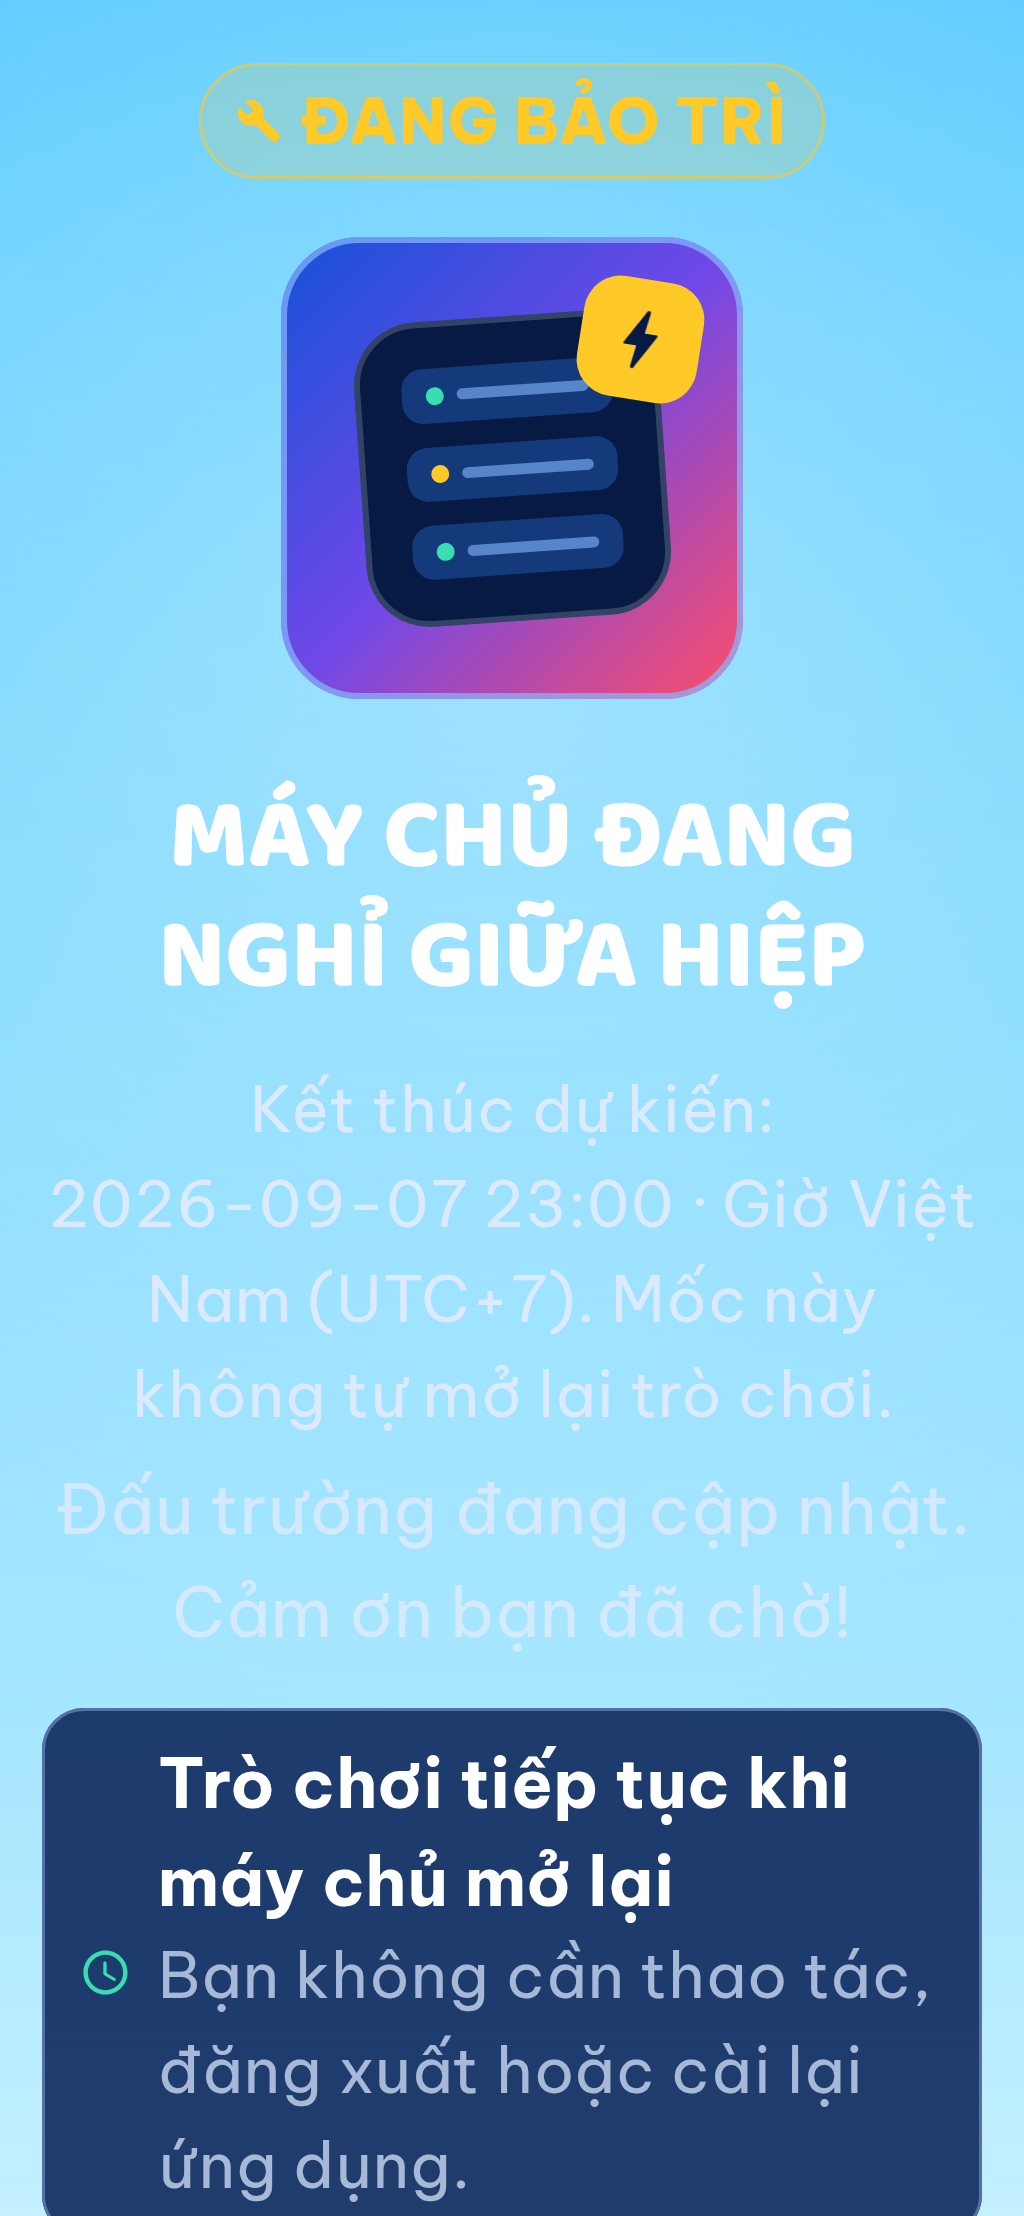 ĐANG BẢO TRÌ
MÁY CHỦ ĐANG
NGHỈ GIỮA HIỆP
Kết thúc dự kiến:
2026-09-07 23:00 · Giờ Việt
Nam (UTC+7). Mốc này
không tự mở lại trò chơi.
Đấu trường đang cập nhật.
Cảm ơn bạn đã chờ!
Trò chơi tiếp tục khi
máy chủ mở lại
Bạn không cần thao tác,
đăng xuất hoặc cài lại
ứng dụng.